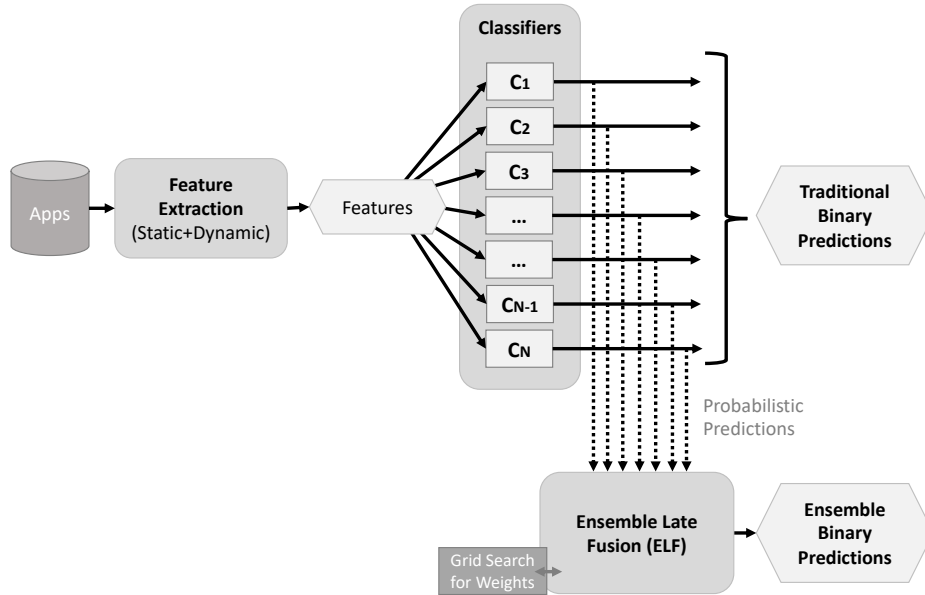 Classifiers
C1
C2
C3
...
...
CN-1
CN
Apps
Feature
Extraction
(Static+Dynamic)
Features
Traditional
Binary
Predictions
Probabilistic
Predictions
Ensemble Late
Fusion (ELF)
Grid Search
for Weights
Ensemble
Binary
Predictions